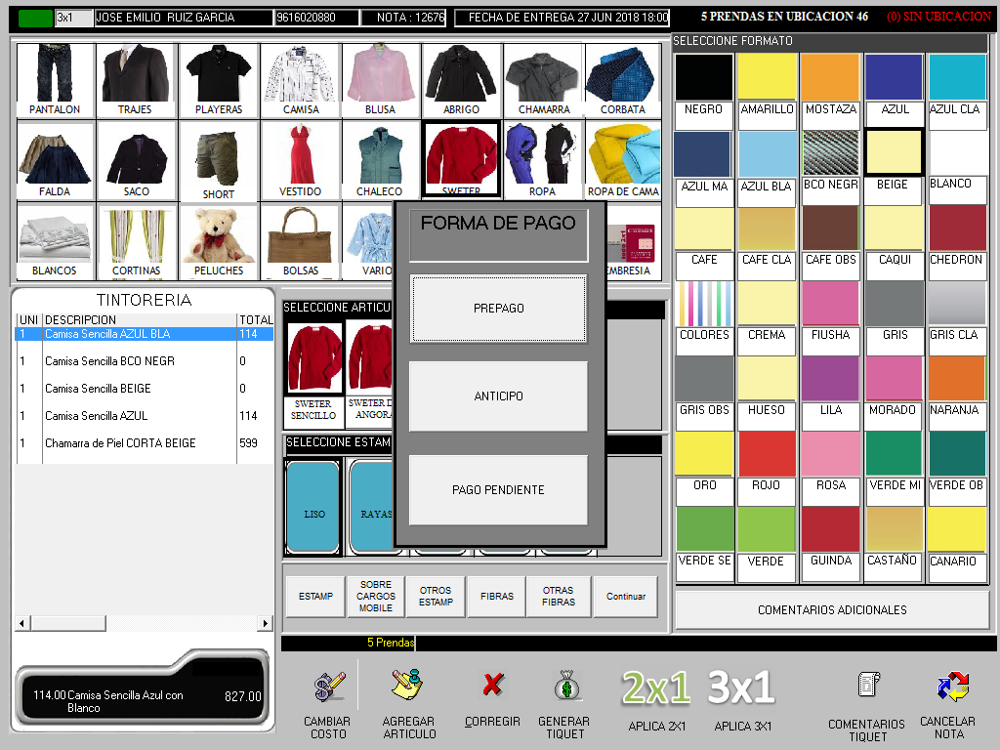 3x1 JOSE EMILIO RUIZ GARCIA 9616020880 NOTA : 12676 FECHA DE ENTREGA 27 JUN 2018 18:00 5 PRENDAS EN UBICACION 46 (0) SIN UBICACION
PANTALON TRAJES PLAYERAS CAMISA BLUSA ABRIGO CHAMARRA CORBATA
FALDA SACO SHORT VESTIDO CHALECO SWETER ROPA ROPA DE CAMA
BLANCOS CORTINAS PELUCHES BOLSAS VARIO EMBRESIA
SELECCIONE FORMATO
NEGRO AMARILLO MOSTAZA AZUL AZUL CLA
AZUL MA AZUL BLA BCO NEGR BEIGE BLANCO
CAFE CAFE CLA CAFE OBS CAQUI CHEDRON
COLORES CREMA FIUSHA GRIS GRIS CLA
GRIS OBS HUESO LILA MORADO NARANJA
ORO ROJO ROSA VERDE MI VERDE OB
VERDE SE VERDE GUINDA CASTAÑO CANARIO
COMENTARIOS ADICIONALES
FORMA DE PAGO
PREPAGO
ANTICIPO
PAGO PENDIENTE
TINTORERIA
UNI DESCRIPCION TOTAL
1 Camisa Sencilla AZUL BLA 114
1 Camisa Sencilla BCO NEGR 0
1 Camisa Sencilla BEIGE 0
1 Camisa Sencilla AZUL 114
1 Chamarra de Piel CORTA BEIGE 599
114.00 Camisa Sencilla Azul con
Blanco
827.00
SELECCIONE ARTICU
SWETER
SENCILLO
SWETER D
ANGORA
SELECCIONE ESTAM
LISO RAYAS
ESTAMP
SOBRE
CARGOS
MOBILE
OTROS
ESTAMP
FIBRAS
OTRAS
FIBRAS
Continuar
5 Prendas
CAMBIAR
COSTO
AGREGAR
ARTICULO
CORREGIR
GENERAR
TIQUET
2x1
APLICA 2X1
3x1
APLICA 3X1
COMENTARIOS
TIQUET
CANCELAR
NOTA